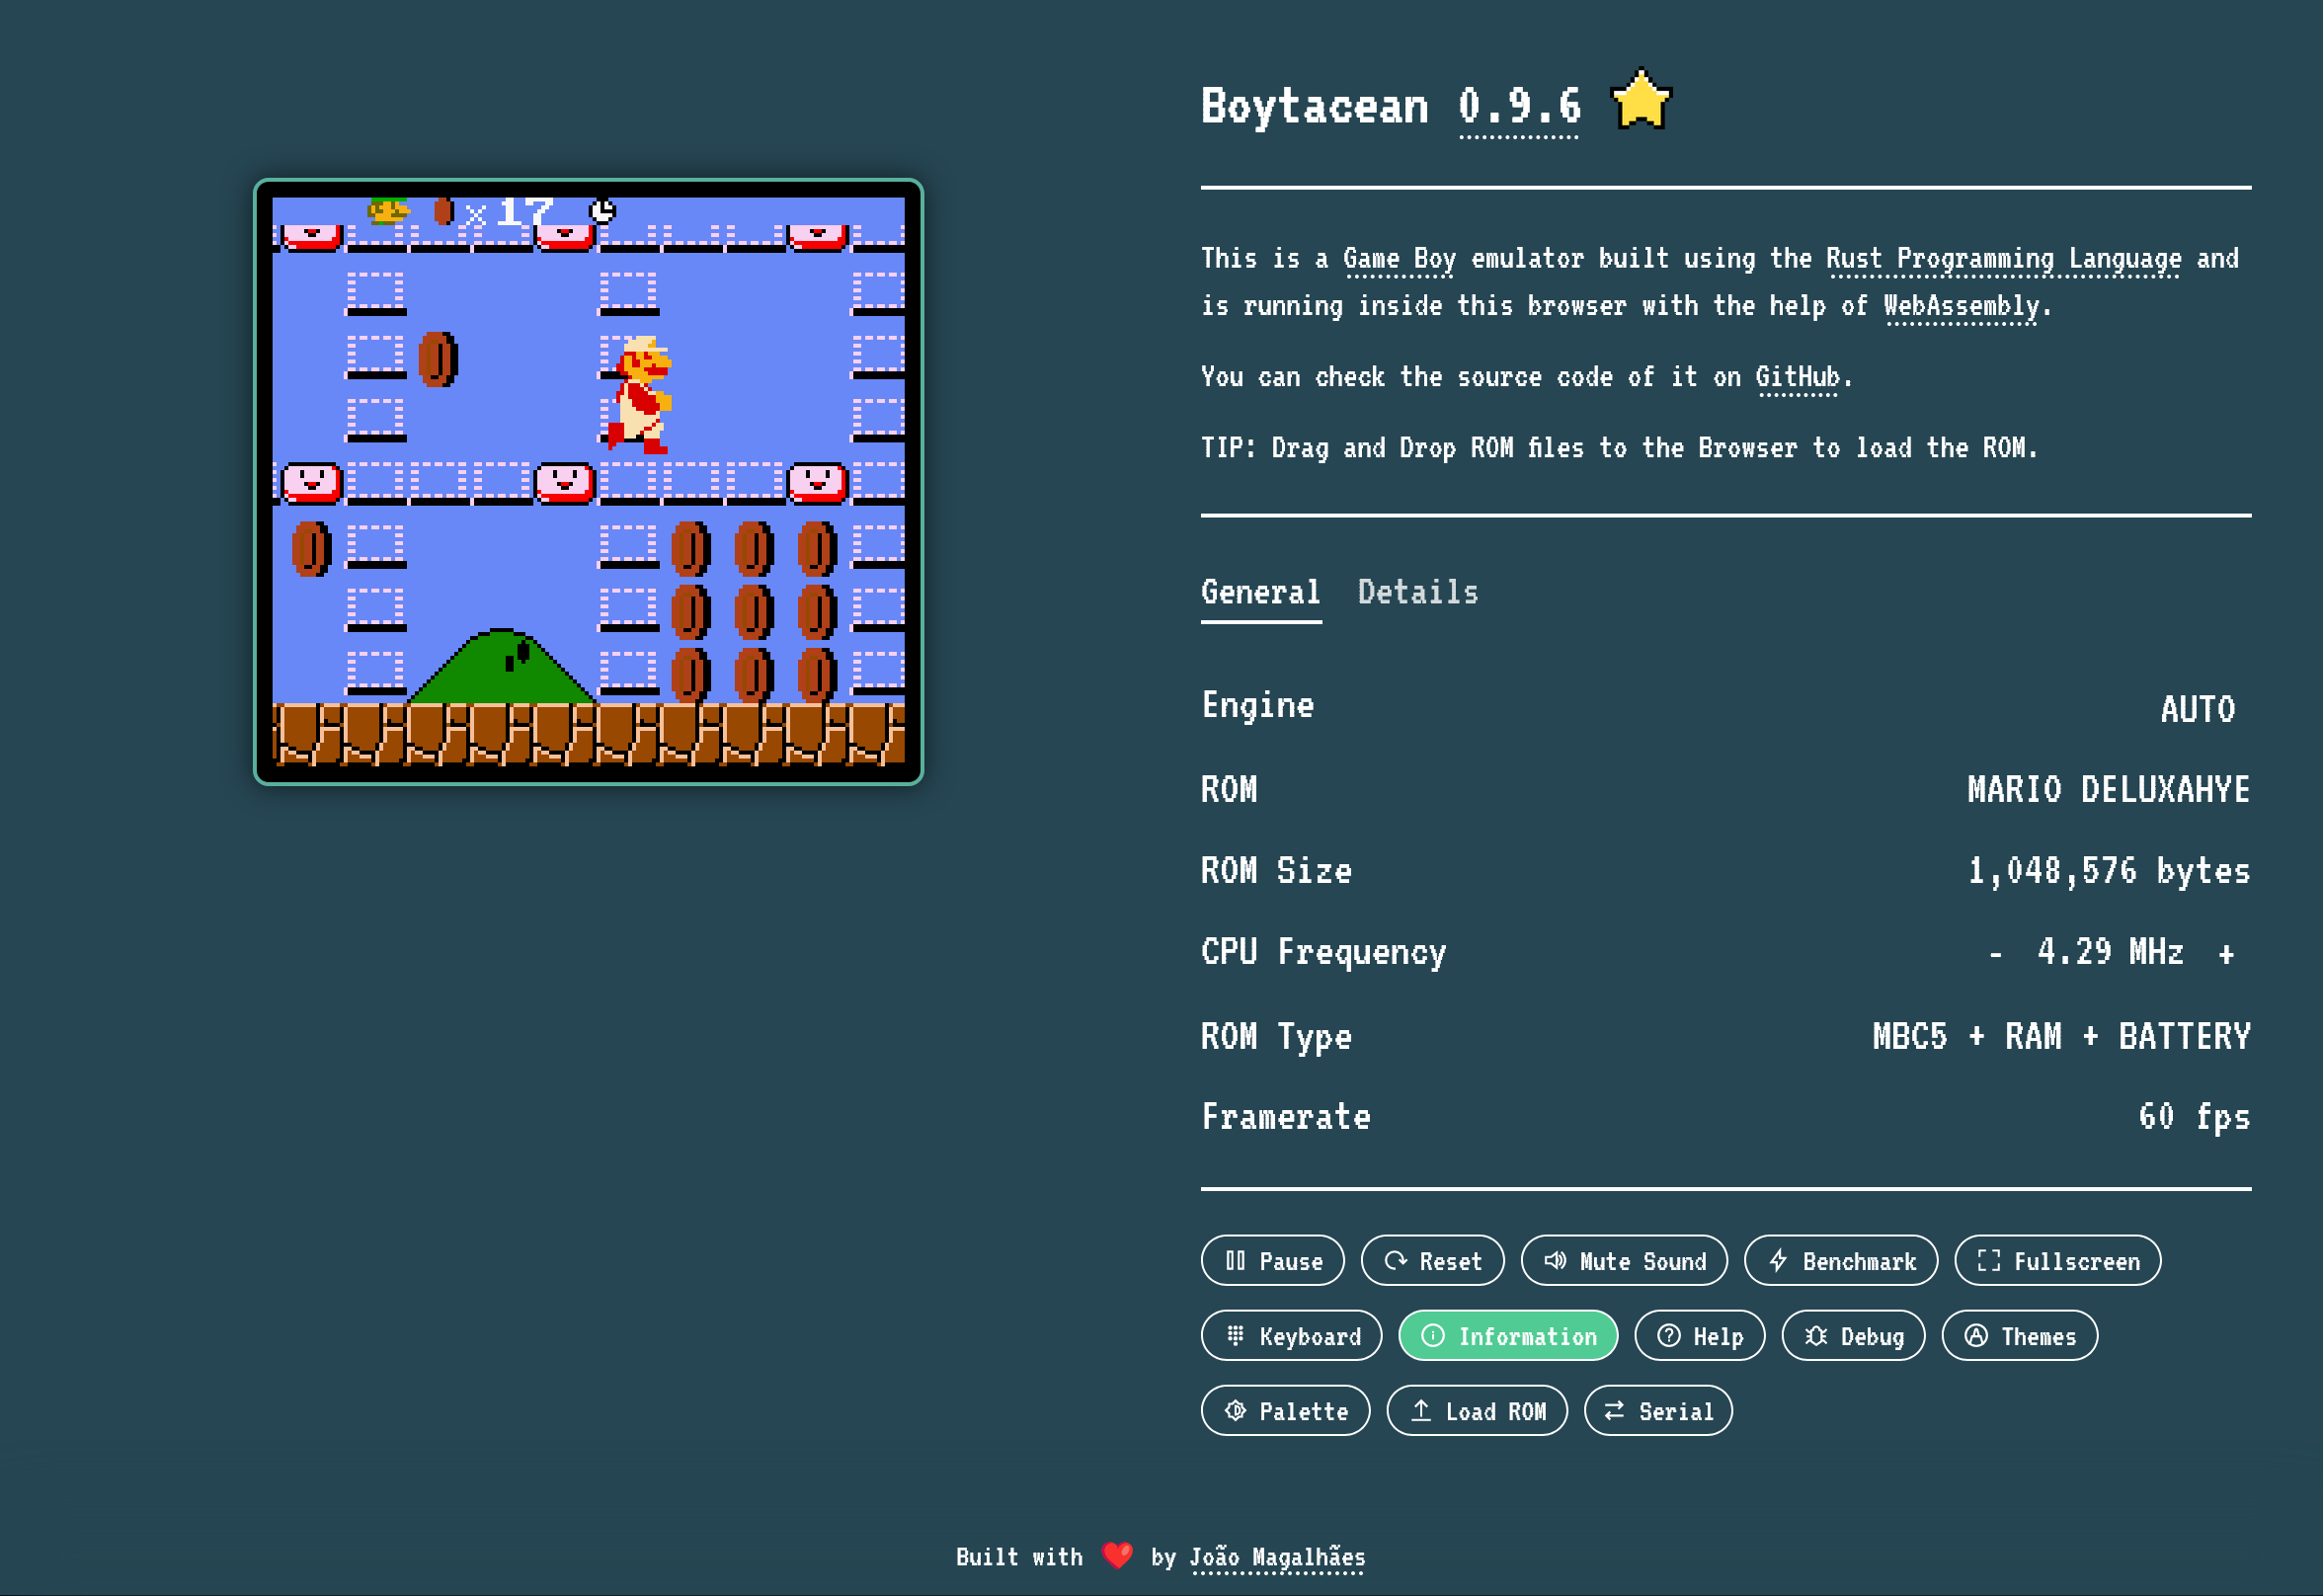 ×17
Boytacean 0.9.6
This is a Game Boy emulator built using the Rust Programming Language and
is running inside this browser with the help of WebAssembly.
You can check the source code of it on GitHub.
TIP: Drag and Drop ROM files to the Browser to load the ROM.
General Details
Engine AUTO
ROM MARIO DELUXAHYE
ROM Size 1,048,576 bytes
CPU Frequency - 4.29 MHz +
ROM Type MBC5 + RAM + BATTERY
Framerate 60 fps
Pause Reset Mute Sound Benchmark Fullscreen
Keyboard Information Help Debug Themes
Palette Load ROM Serial
Built with ❤️ by João Magalhães